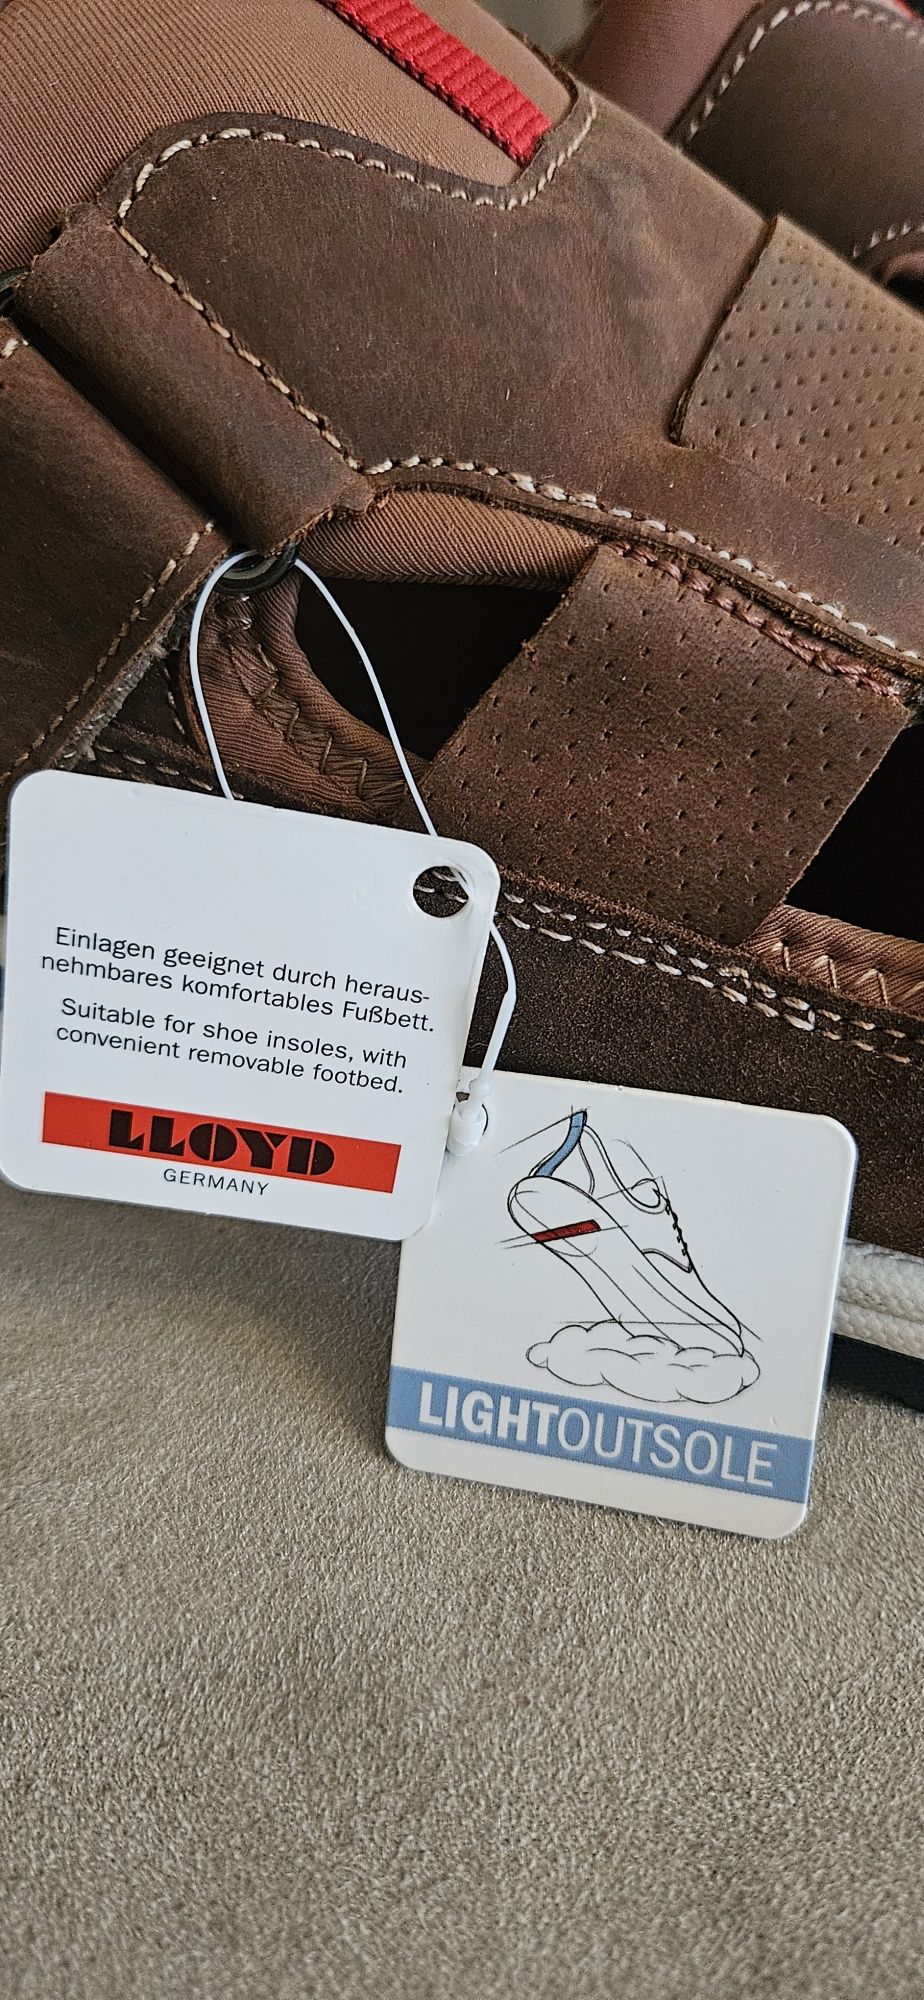 Einlagen geeignet durch heraus-
nehmbares komfortables Fußbett.
Suitable for shoe insoles, with
convenient removable footbed.
LLOYD
GERMANY
LIGHTOUTSOLE